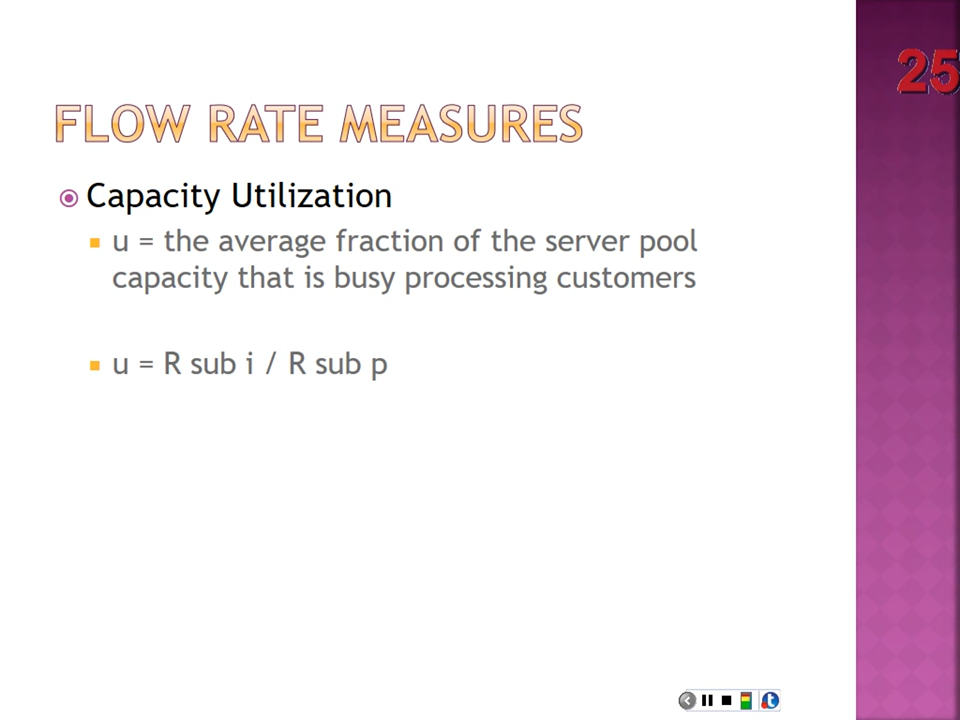 25
FLOW RATE MEASURES
Capacity Utilization
u = the average fraction of the server pool
capacity that is busy processing customers
u = R sub i / R sub p